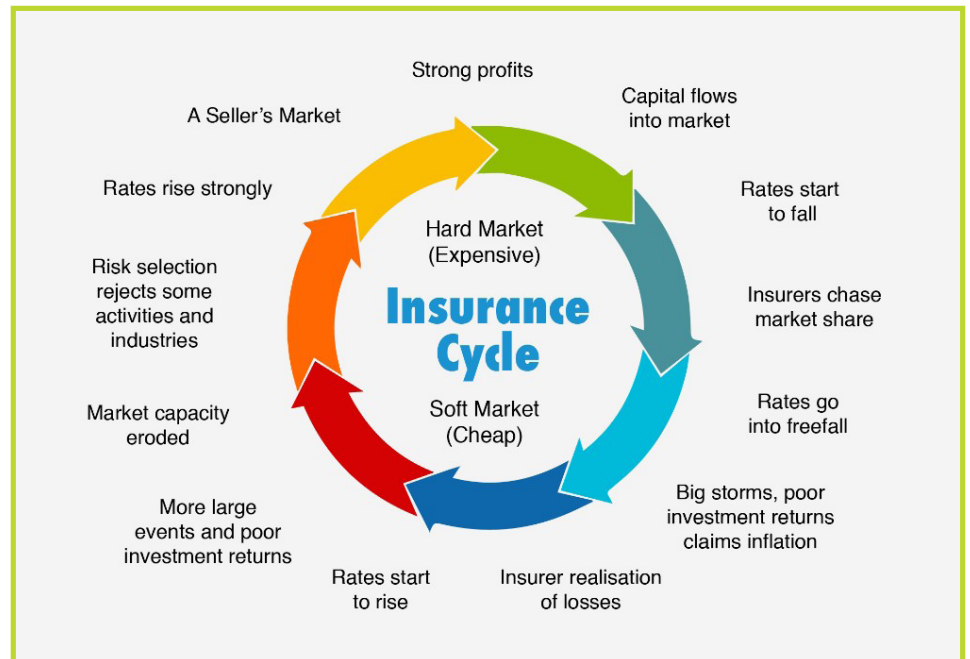 Strong profits
Capital flows
into market
Rates start
to fall
Insurers chase
market share
Rates go
into freefall
Big storms, poor
investment returns
claims inflation
Insurer realisation
of losses
Rates start
to rise
More large
events and poor
investment returns
Market capacity
eroded
Risk selection
rejects some
activities and
industries
Rates rise strongly
A Seller's Market
Hard Market
(Expensive)
Insurance
Cycle
Soft Market
(Cheap)